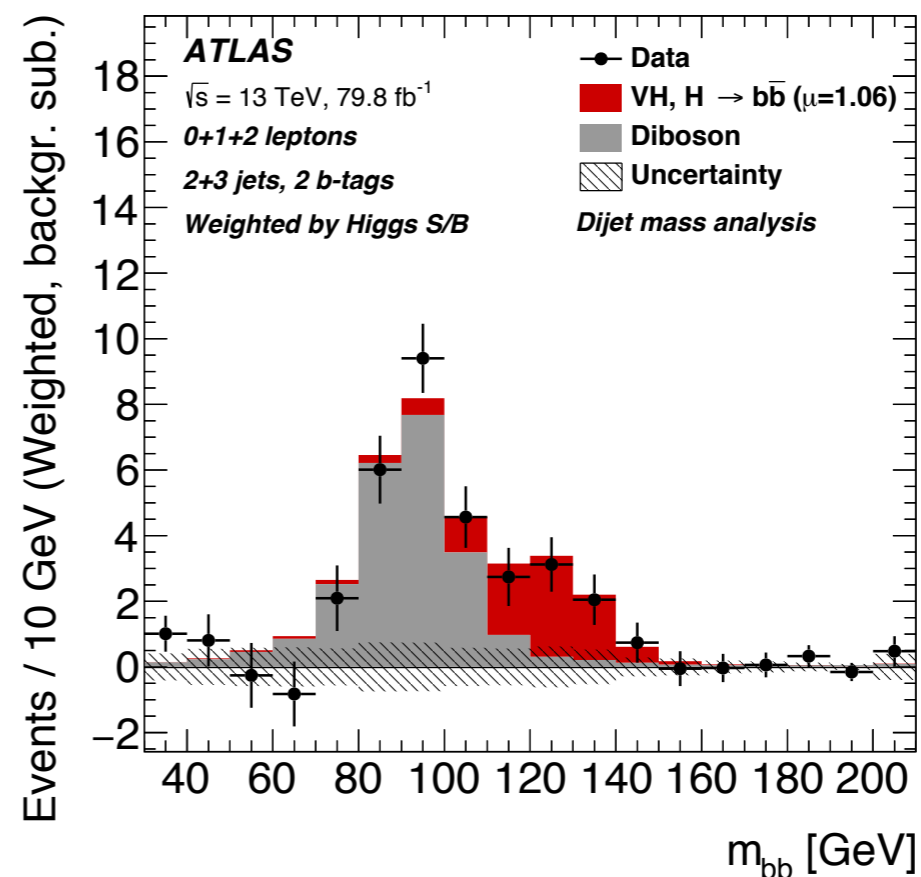 ATLAS
√s = 13 TeV, 79.8 fb⁻¹
0+1+2 leptons
2+3 jets, 2 b-tags
Weighted by Higgs S/B
Data
VH, H → bb̄ (μ=1.06)
Diboson
Uncertainty
Dijet mass analysis
Events / 10 GeV (Weighted, backgr. sub.)
18
16
14
12
10
8
6
4
2
0
−2
40 60 80 100 120 140 160 180 200
m_bb [GeV]